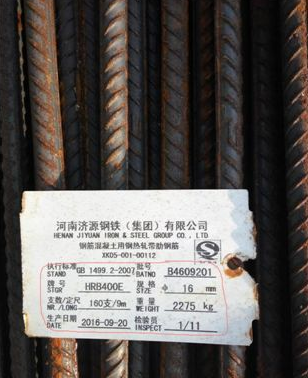 河南济源钢铁（集团）有限公司
HENAN JIYUAN IRON & STEEL GROUP CO., LTD
钢筋混凝土用钢热轧带肋钢筋
XK05-001-00112
执行标准 STAND GB 1499.2-2007 批号 BATNO B4609201
牌号 STGR HRB400E 规格 SIZE Φ 16 mm
支数/定尺 NR./LONG 160支/9m 重量 WEIGHT 2275 kg
生产日期 DATE 2016-09-20 检验员 INSPECT 1/11